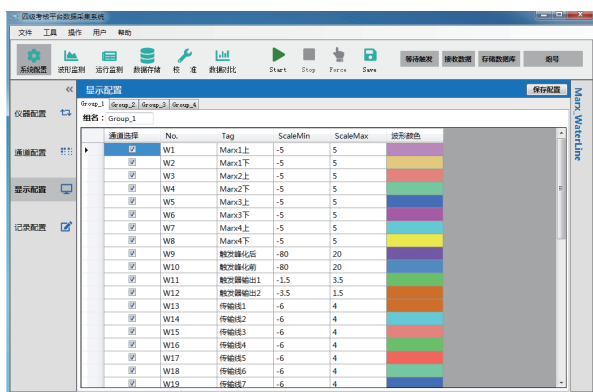 四级考核平台数据采集系统
文件 工具 操作 用户 帮助
系统配置 波形监测 运行监测 数据存储 校 准 数据对比 Start Stop Force Save 等待触发 接收数据 存储数据库 炮号
« 显示配置 保存配置
Group_1 Group_2 Group_3 Group_4
组名： Group_1
仪器配置
通道配置
显示配置
记录配置
Marx_WaterLine
通道选择 No. Tag ScaleMin ScaleMax 波形颜色
W1 Marx1上 -5 5
W2 Marx1下 -5 5
W3 Marx2上 -5 5
W4 Marx2下 -5 5
W5 Marx3上 -5 5
W6 Marx3下 -5 5
W7 Marx4上 -5 5
W8 Marx4下 -5 5
W9 触发峰化后 -80 20
W10 触发峰化前 -80 20
W11 触发器输出1 -1.5 3.5
W12 触发器输出2 -3.5 1.5
W13 传输线1 -6 4
W14 传输线2 -6 4
W15 传输线3 -6 4
W16 传输线4 -6 4
W17 传输线5 -6 4
W18 传输线6 -6 4
W19 传输线7 -6 4